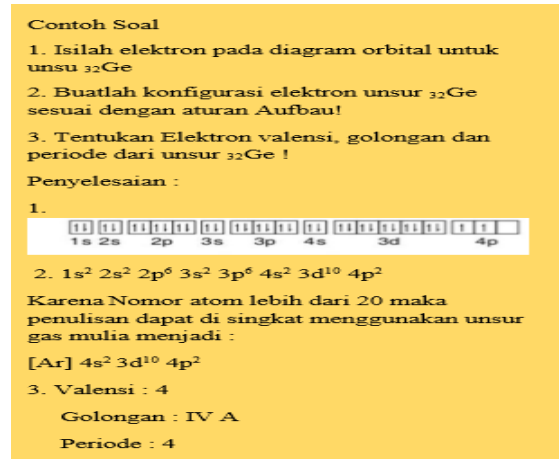 Contoh Soal
1. Isilah elektron pada diagram orbital untuk
unsu ₃₂Ge
2. Buatlah konfigurasi elektron unsur ₃₂Ge
sesuai dengan aturan Aufbau!
3. Tentukan Elektron valensi, golongan dan
periode dari unsur ₃₂Ge !
Penyelesaian :
1.
⥮ ⥮ ⥮⥮⥮ ⥮ ⥮⥮⥮ ⥮ ⥮⥮⥮⥮⥮ ↿ ↿
1s 2s 2p 3s 3p 4s 3d 4p
2. 1s² 2s² 2p⁶ 3s² 3p⁶ 4s² 3d¹⁰ 4p²
Karena Nomor atom lebih dari 20 maka
penulisan dapat di singkat menggunakan unsur
gas mulia menjadi :
[Ar] 4s² 3d¹⁰ 4p²
3. Valensi : 4
Golongan : IV A
Periode : 4